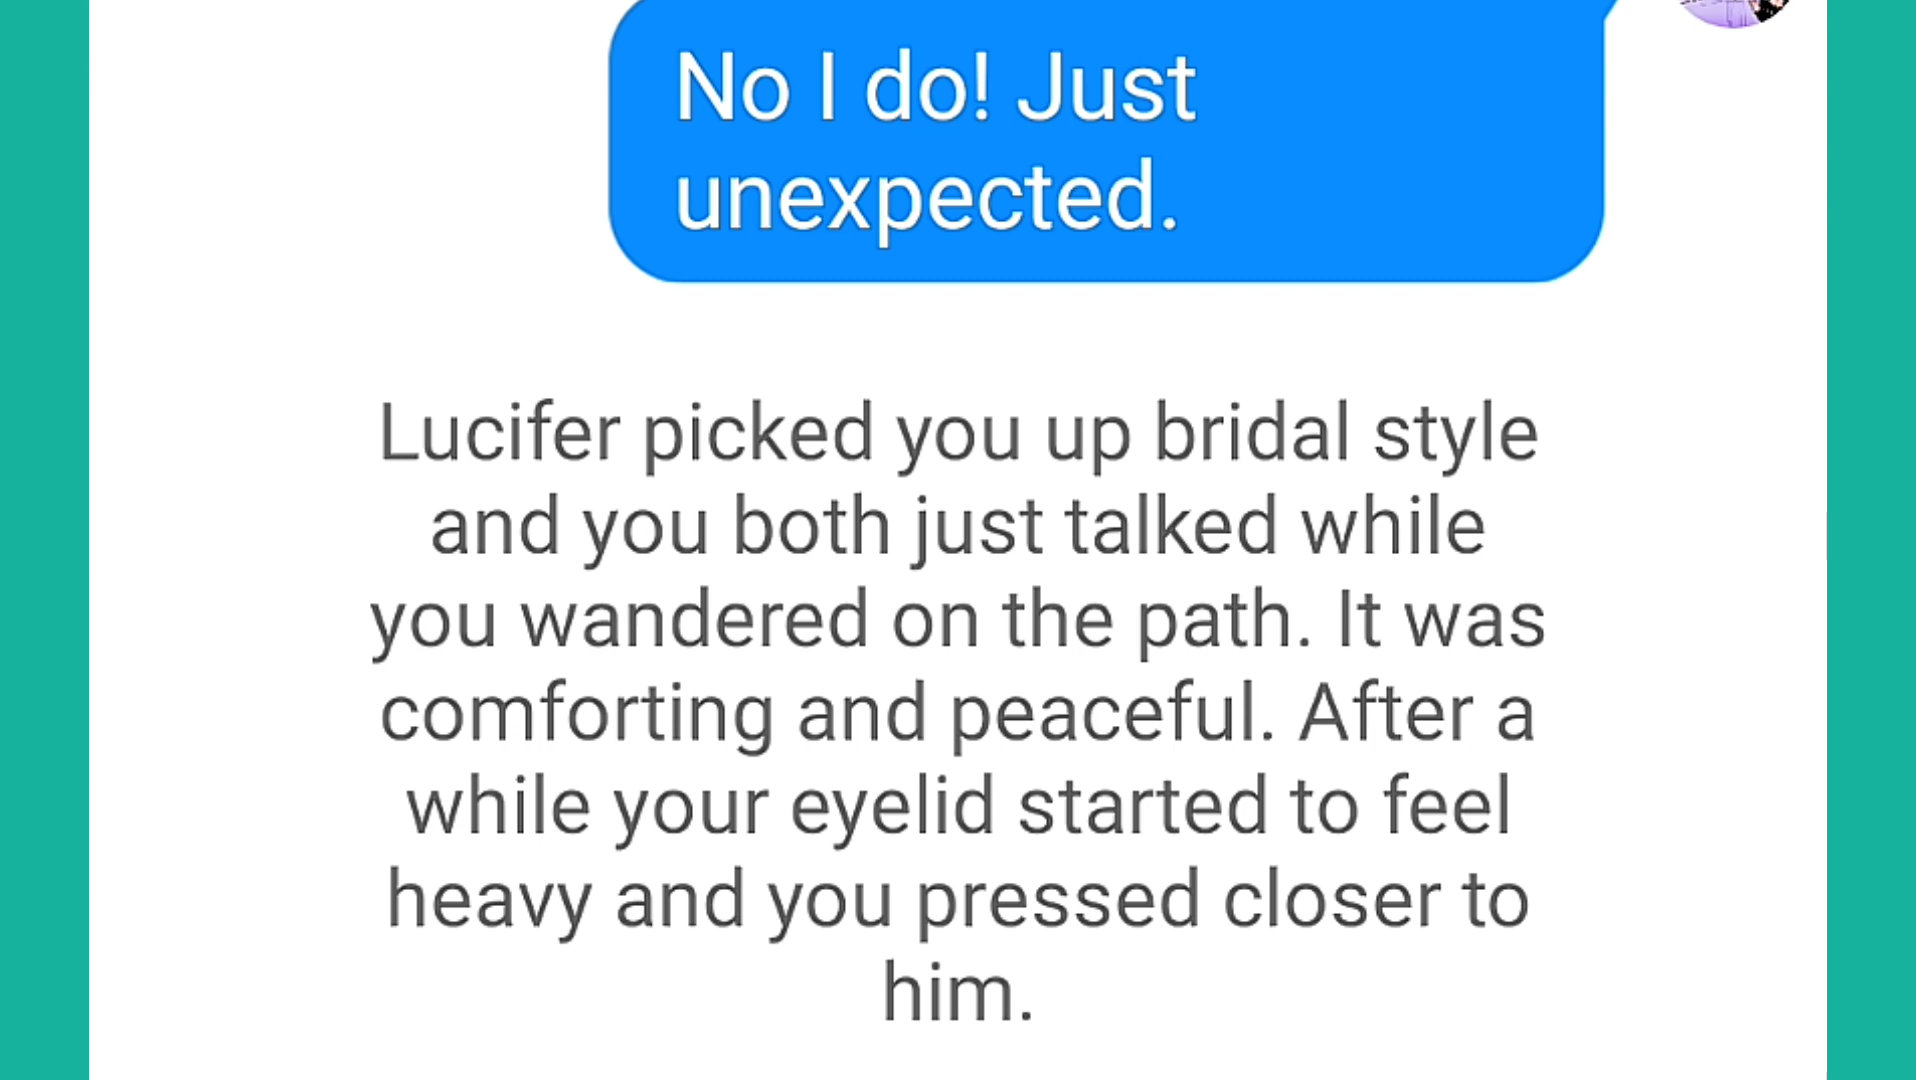 No I do! Just
unexpected.
Lucifer picked you up bridal style
and you both just talked while
you wandered on the path. It was
comforting and peaceful. After a
while your eyelid started to feel
heavy and you pressed closer to
him.